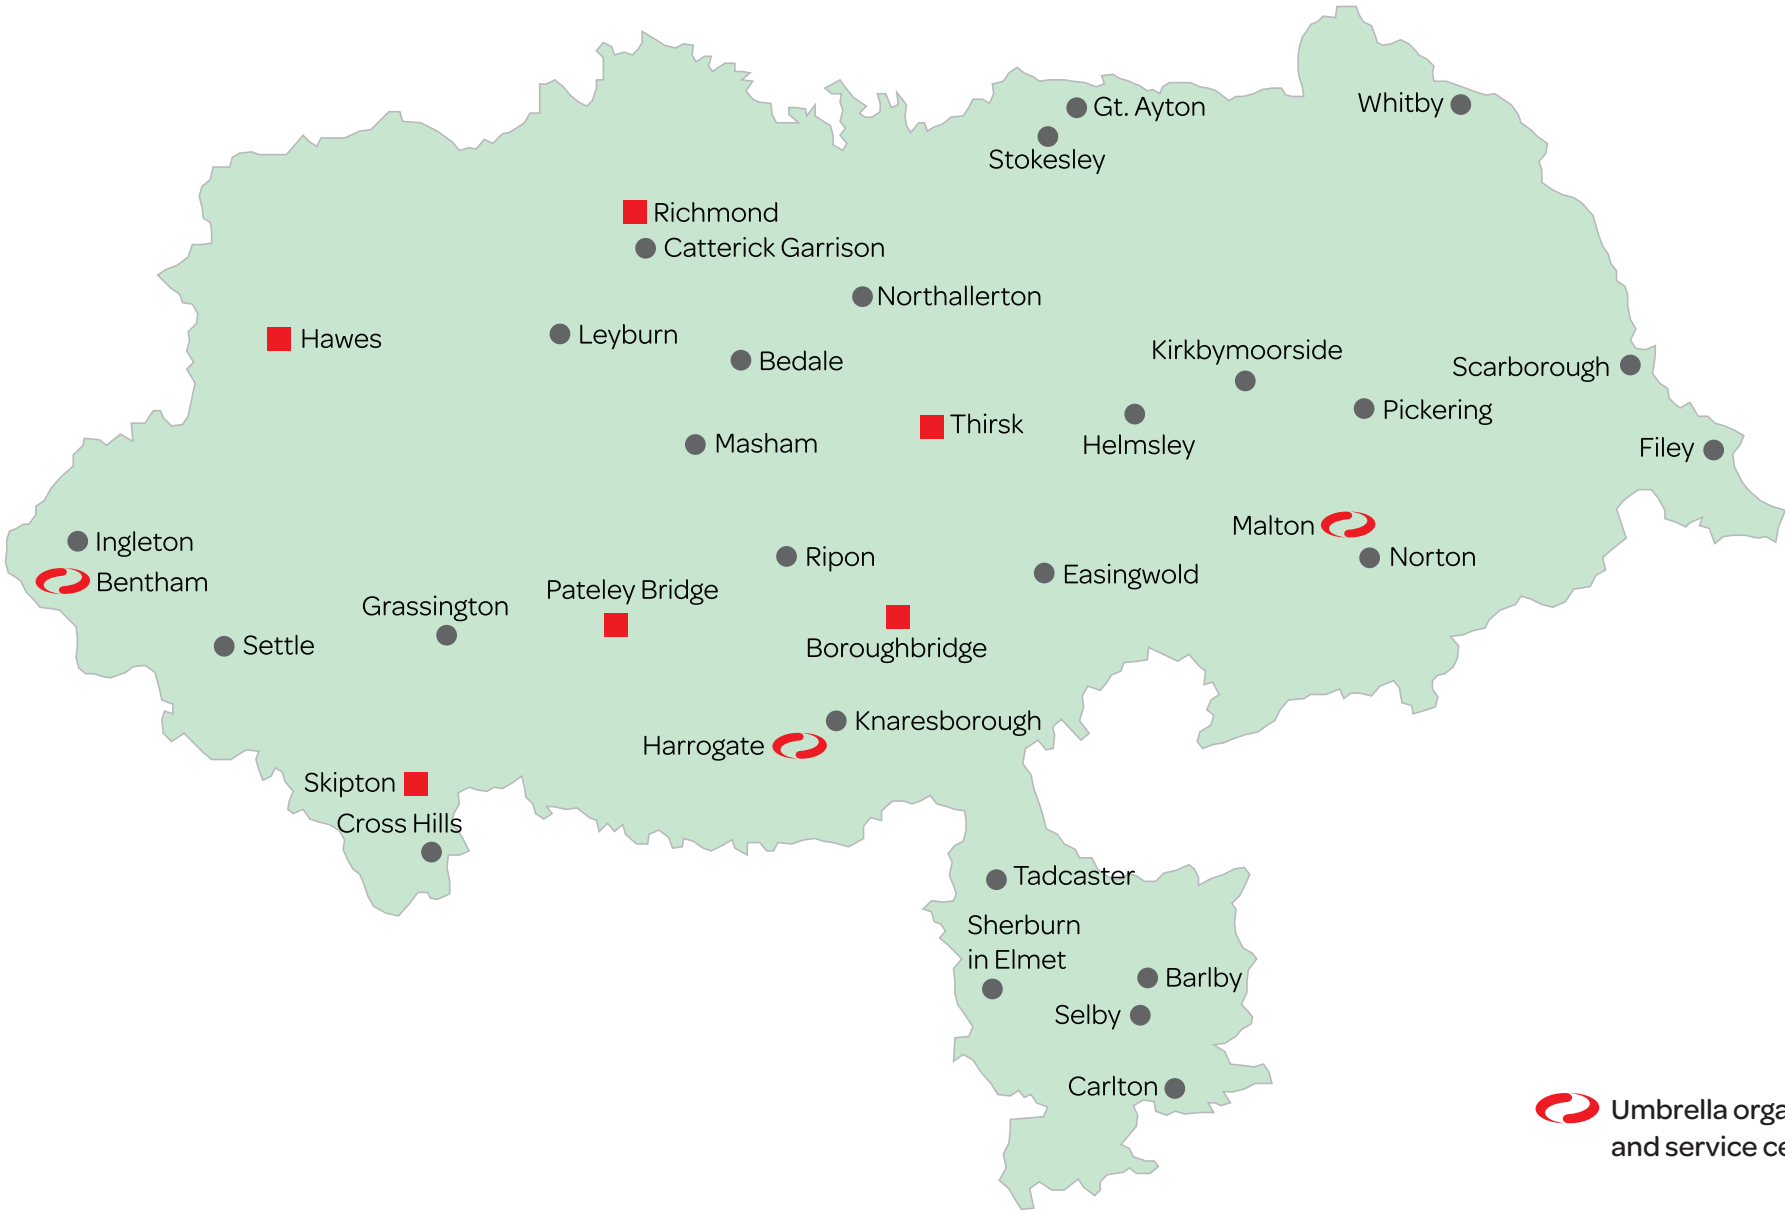 Gt. Ayton
Whitby
Stokesley
Richmond
Catterick Garrison
Northallerton
Hawes
Leyburn
Bedale
Kirkbymoorside
Scarborough
Pickering
Thirsk
Helmsley
Masham
Filey
Malton
Ingleton
Ripon
Norton
Easingwold
Bentham
Pateley Bridge
Grassington
Settle
Boroughbridge
Knaresborough
Harrogate
Skipton
Cross Hills
Tadcaster
Sherburn
in Elmet
Barlby
Selby
Carlton
Umbrella orga
and service ce